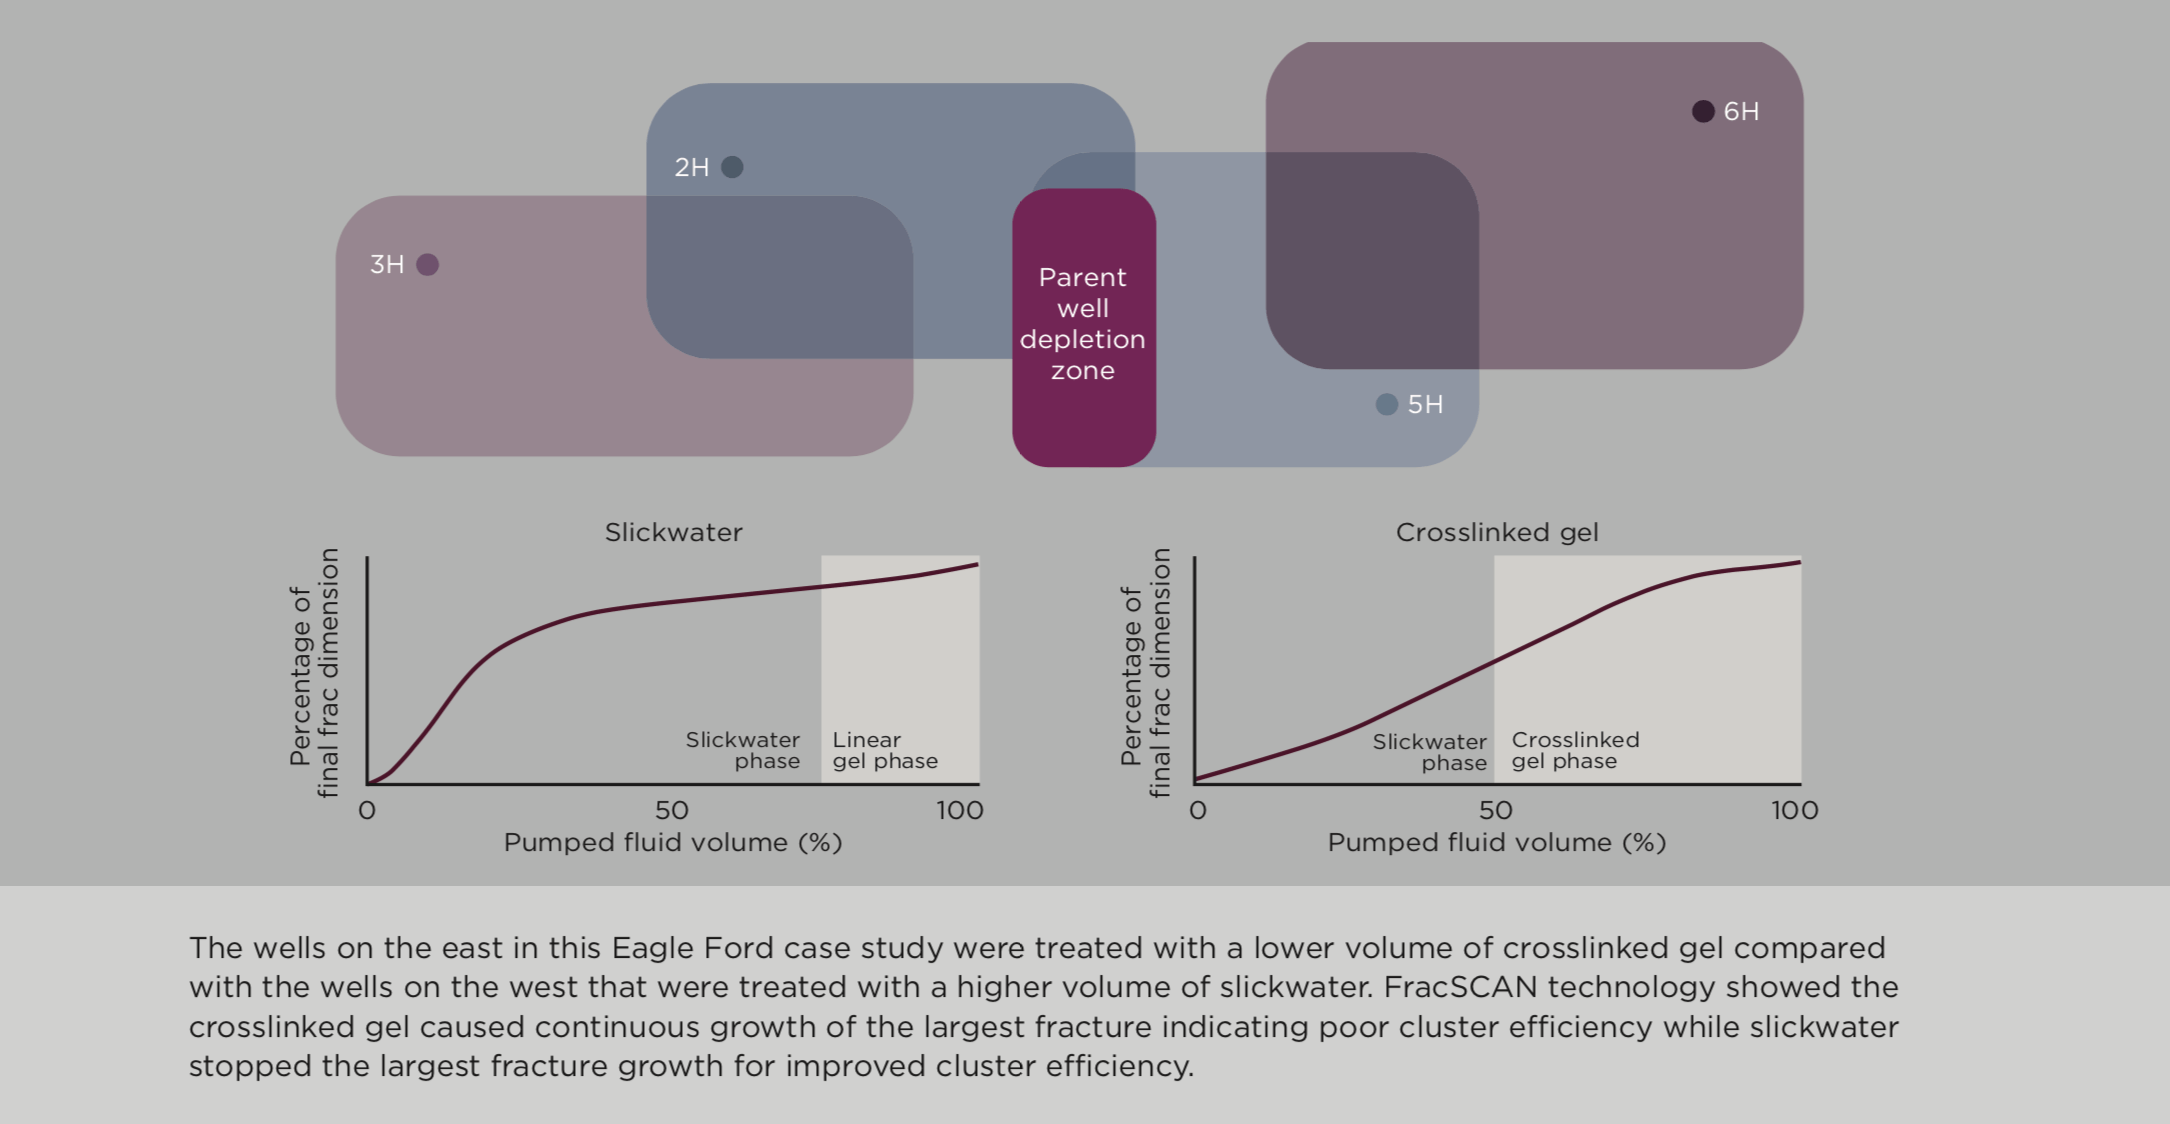 6H
2H
3H
Parent
well
depletion
zone
5H
Slickwater
Percentage of
final frac dimension
Slickwater
phase
Linear
gel phase
0
50
100
Pumped fluid volume (%)
Crosslinked gel
Percentage of
final frac dimension
Slickwater
phase
Crosslinked
gel phase
0
50
100
Pumped fluid volume (%)
The wells on the east in this Eagle Ford case study were treated with a lower volume of crosslinked gel compared
with the wells on the west that were treated with a higher volume of slickwater. FracSCAN technology showed the
crosslinked gel caused continuous growth of the largest fracture indicating poor cluster efficiency while slickwater
stopped the largest fracture growth for improved cluster efficiency.